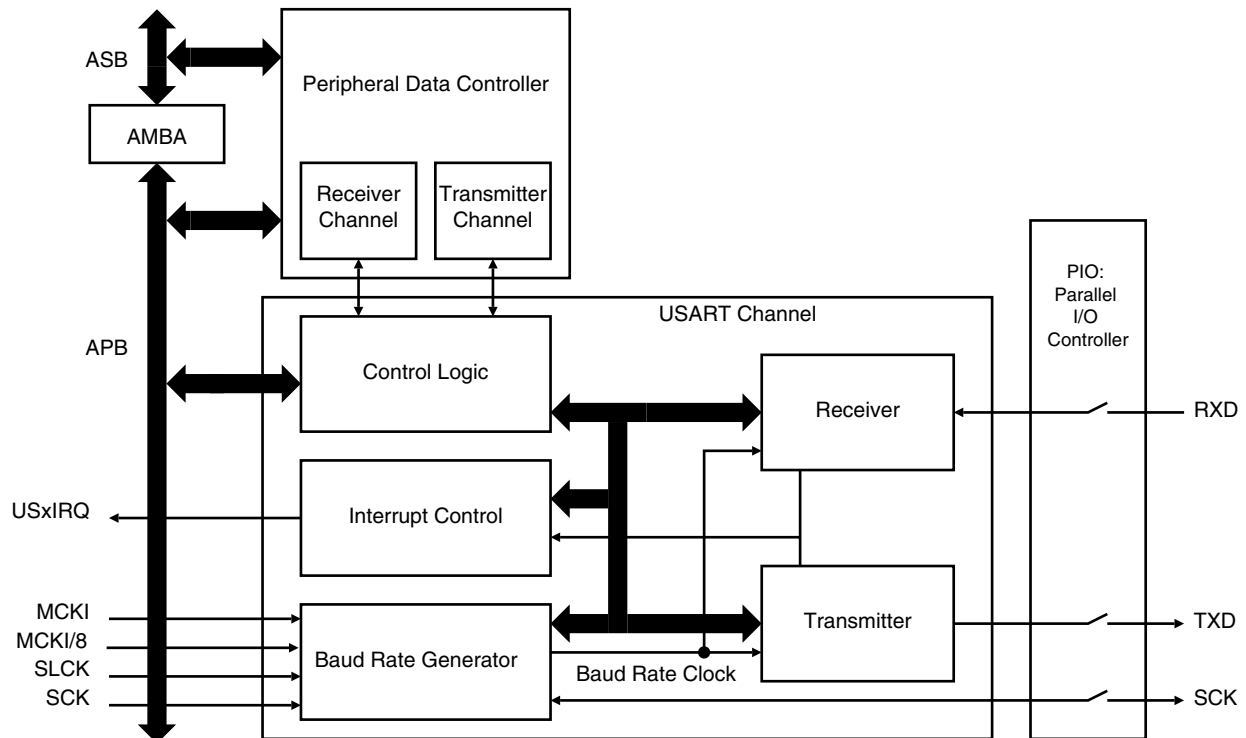 ASB
Peripheral Data Controller
AMBA
Receiver
Channel
Transmitter
Channel
PIO:
Parallel
I/O
Controller
USART Channel
APB
Control Logic
Receiver
RXD
USxIRQ
Interrupt Control
MCKI
MCKI/8
SLCK
SCK
Baud Rate Generator
Transmitter
TXD
Baud Rate Clock
SCK